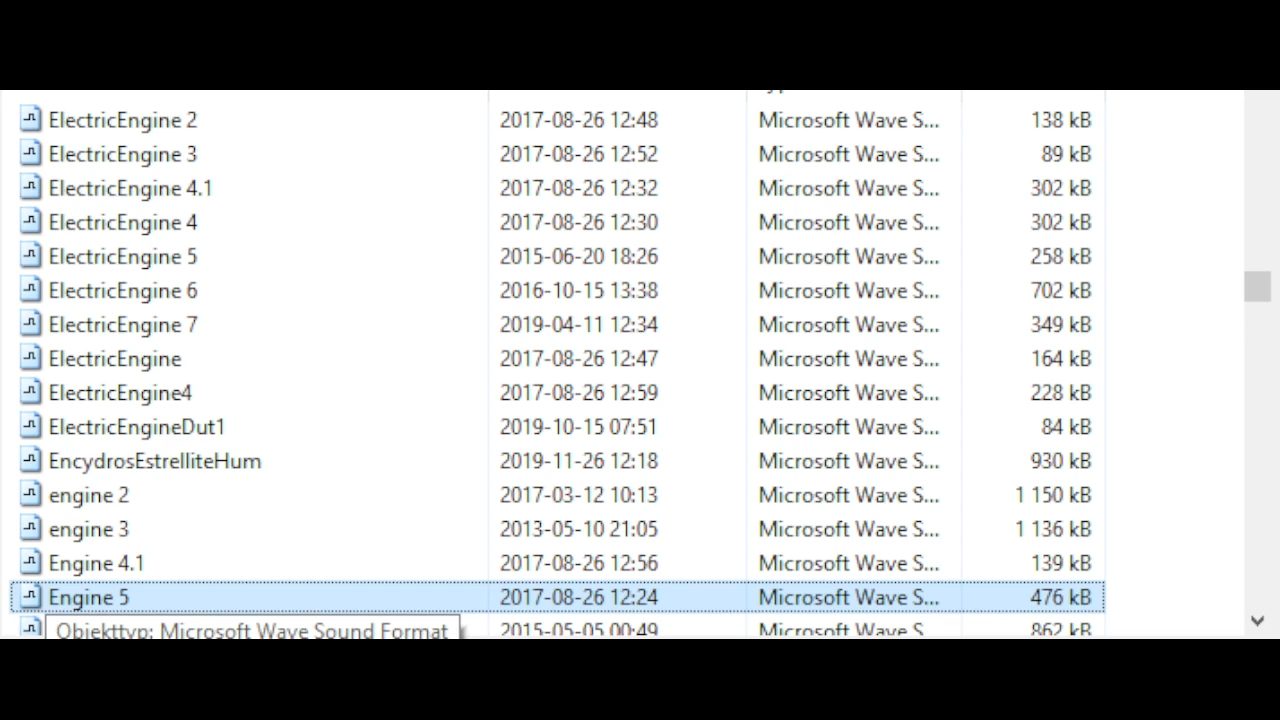 ElectricEngine 2 2017-08-26 12:48 Microsoft Wave S... 138 kB
ElectricEngine 3 2017-08-26 12:52 Microsoft Wave S... 89 kB
ElectricEngine 4.1 2017-08-26 12:32 Microsoft Wave S... 302 kB
ElectricEngine 4 2017-08-26 12:30 Microsoft Wave S... 302 kB
ElectricEngine 5 2015-06-20 18:26 Microsoft Wave S... 258 kB
ElectricEngine 6 2016-10-15 13:38 Microsoft Wave S... 702 kB
ElectricEngine 7 2019-04-11 12:34 Microsoft Wave S... 349 kB
ElectricEngine 2017-08-26 12:47 Microsoft Wave S... 164 kB
ElectricEngine4 2017-08-26 12:59 Microsoft Wave S... 228 kB
ElectricEngineDut1 2019-10-15 07:51 Microsoft Wave S... 84 kB
EncydrosEstrelliteHum 2019-11-26 12:18 Microsoft Wave S... 930 kB
engine 2 2017-03-12 10:13 Microsoft Wave S... 1 150 kB
engine 3 2013-05-10 21:05 Microsoft Wave S... 1 136 kB
Engine 4.1 2017-08-26 12:56 Microsoft Wave S... 139 kB
Engine 5 2017-08-26 12:24 Microsoft Wave S... 476 kB
Objekttyp: Microsoft Wave Sound Format 2015-05-05 00:49 Microsoft Wave S 862 kB